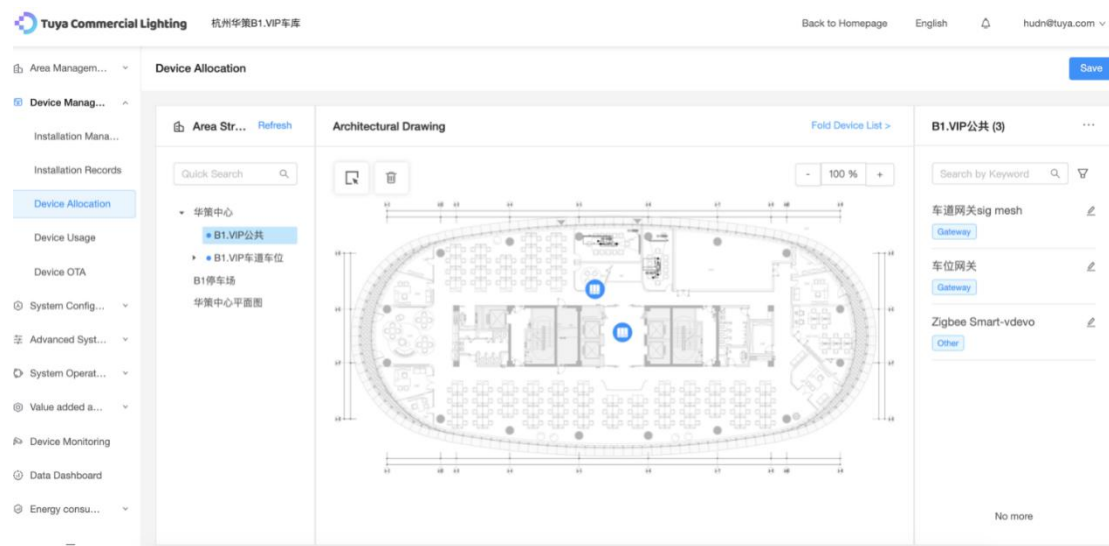 Tuya Commercial Lighting
杭州华策B1.VIP车库
Back to Homepage
English
hudn@tuya.com
Area Managem...
Device Manag...
Installation Mana...
Installation Records
Device Allocation
Device Usage
Device OTA
System Config...
Advanced Syst...
System Operat...
Value added a...
Device Monitoring
Data Dashboard
Energy consu...
Device Allocation
Save
Area Str...
Refresh
Quick Search
华策中心
B1.VIP公共
B1.VIP车道车位
B1停车场
华策中心平面图
Architectural Drawing
Fold Device List >
- 100 % +
B1.VIP公共 (3)
...
Search by Keyword
车道网关sig mesh
Gateway
车位网关
Gateway
Zigbee Smart-vdevo
Other
No more